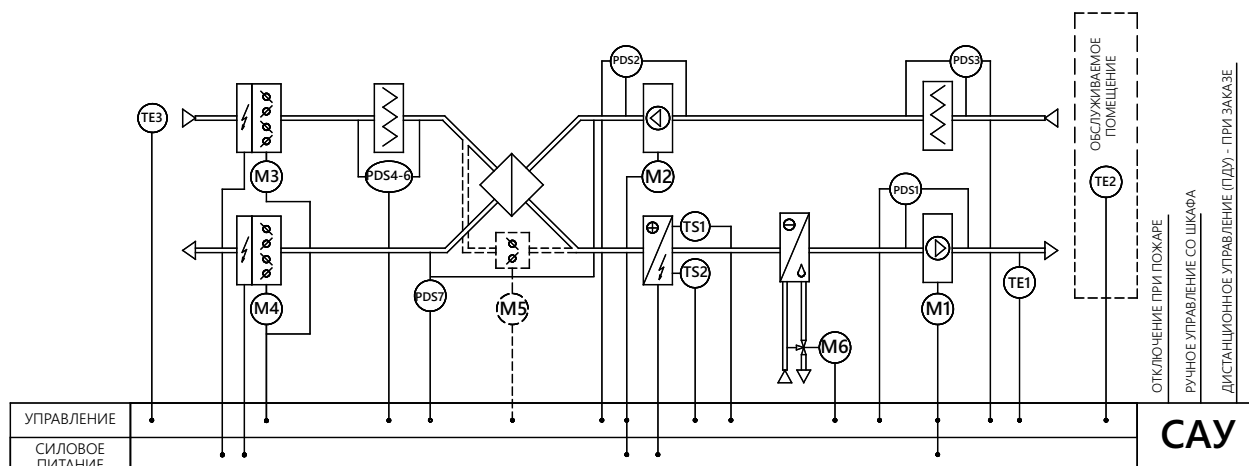 PDS2
PDS3
TE3
M3
PDS4-6
M2
ОБСЛУЖИВАЕМОЕ
ПОМЕЩЕНИЕ
TE2
PDS1
TS1
TS2
M4
PDS7
M5
M1
TE1
M6
ОТКЛЮЧЕНИЕ ПРИ ПОЖАРЕ
РУЧНОЕ УПРАВЛЕНИЕ СО ШКАФА
ДИСТАНЦИОННОЕ УПРАВЛЕНИЕ (ПДУ) - ПРИ ЗАКАЗЕ
УПРАВЛЕНИЕ
СИЛОВОЕ
ПИТАНИЕ
САУ